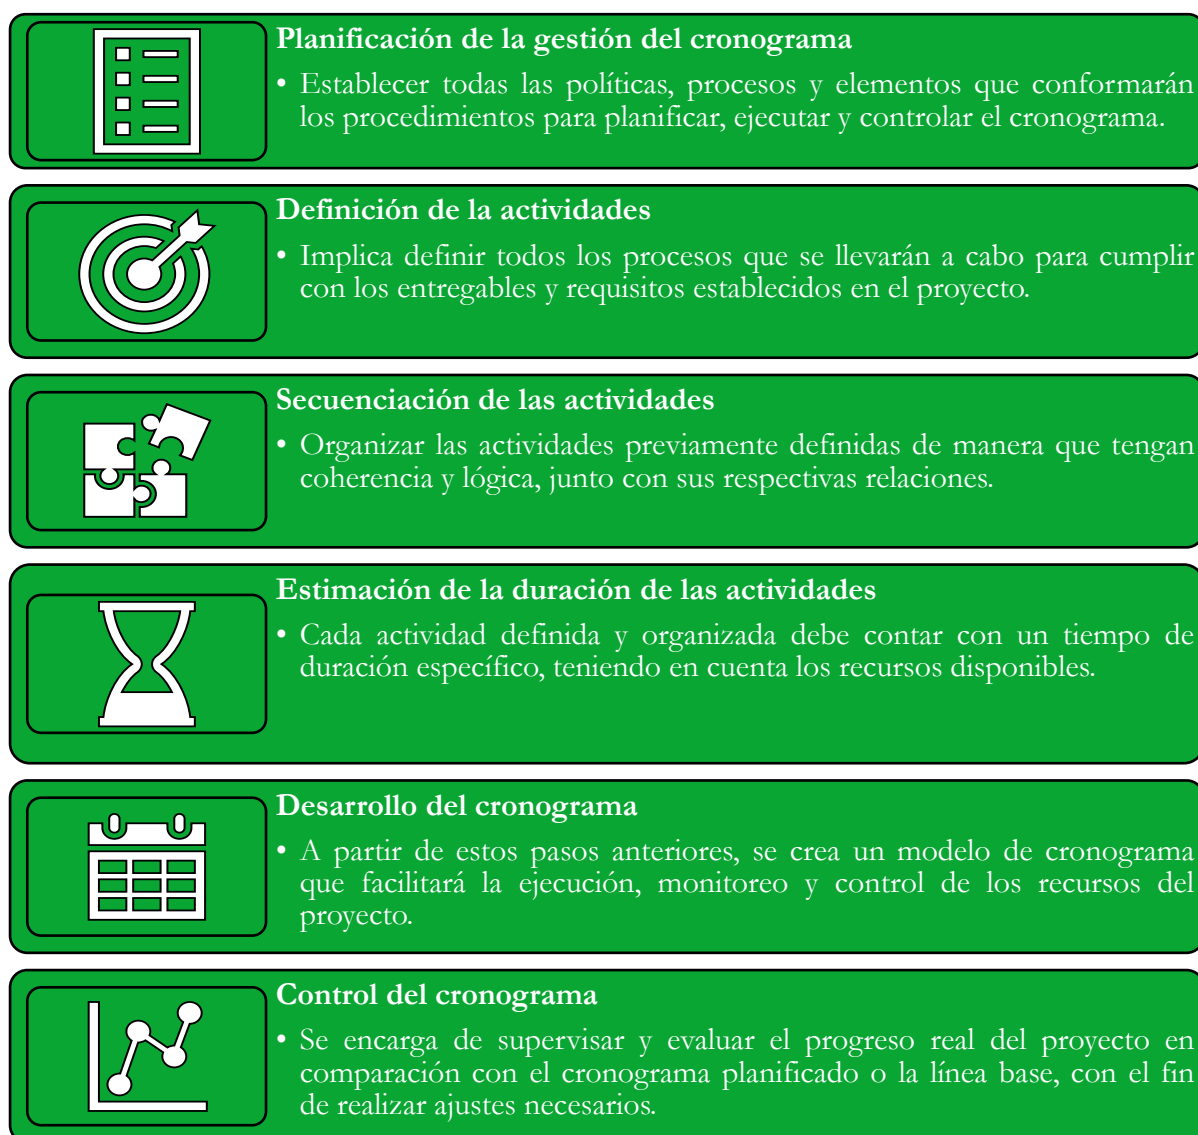 Planificación de la gestión del cronograma
• Establecer todas las políticas, procesos y elementos que conformarán
los procedimientos para planificar, ejecutar y controlar el cronograma.
Definición de la actividades
• Implica definir todos los procesos que se llevarán a cabo para cumplir
con los entregables y requisitos establecidos en el proyecto.
Secuenciación de las actividades
• Organizar las actividades previamente definidas de manera que tengan
coherencia y lógica, junto con sus respectivas relaciones.
Estimación de la duración de las actividades
• Cada actividad definida y organizada debe contar con un tiempo de
duración específico, teniendo en cuenta los recursos disponibles.
Desarrollo del cronograma
• A partir de estos pasos anteriores, se crea un modelo de cronograma
que facilitará la ejecución, monitoreo y control de los recursos del
proyecto.
Control del cronograma
• Se encarga de supervisar y evaluar el progreso real del proyecto en
comparación con el cronograma planificado o la línea base, con el fin
de realizar ajustes necesarios.